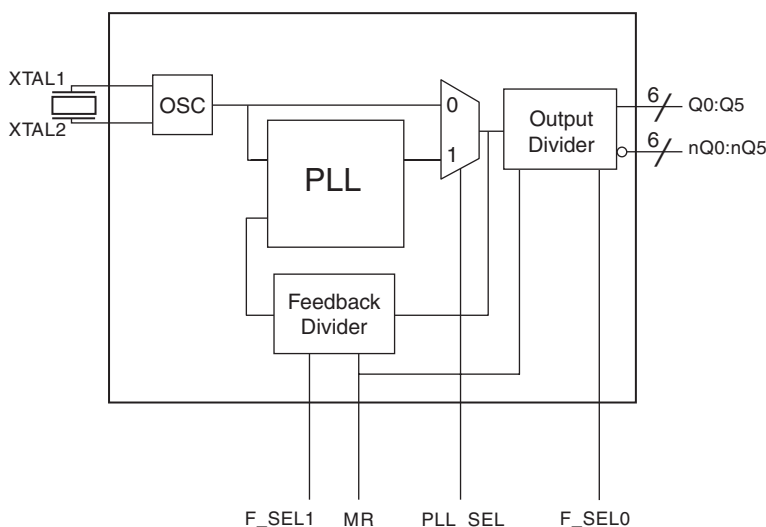 XTAL1
OSC
XTAL2
0
1
PLL
Output
Divider
6
Q0:Q5
6
nQ0:nQ5
Feedback
Divider
F_SEL1
MR
PLL_SEL
F_SEL0